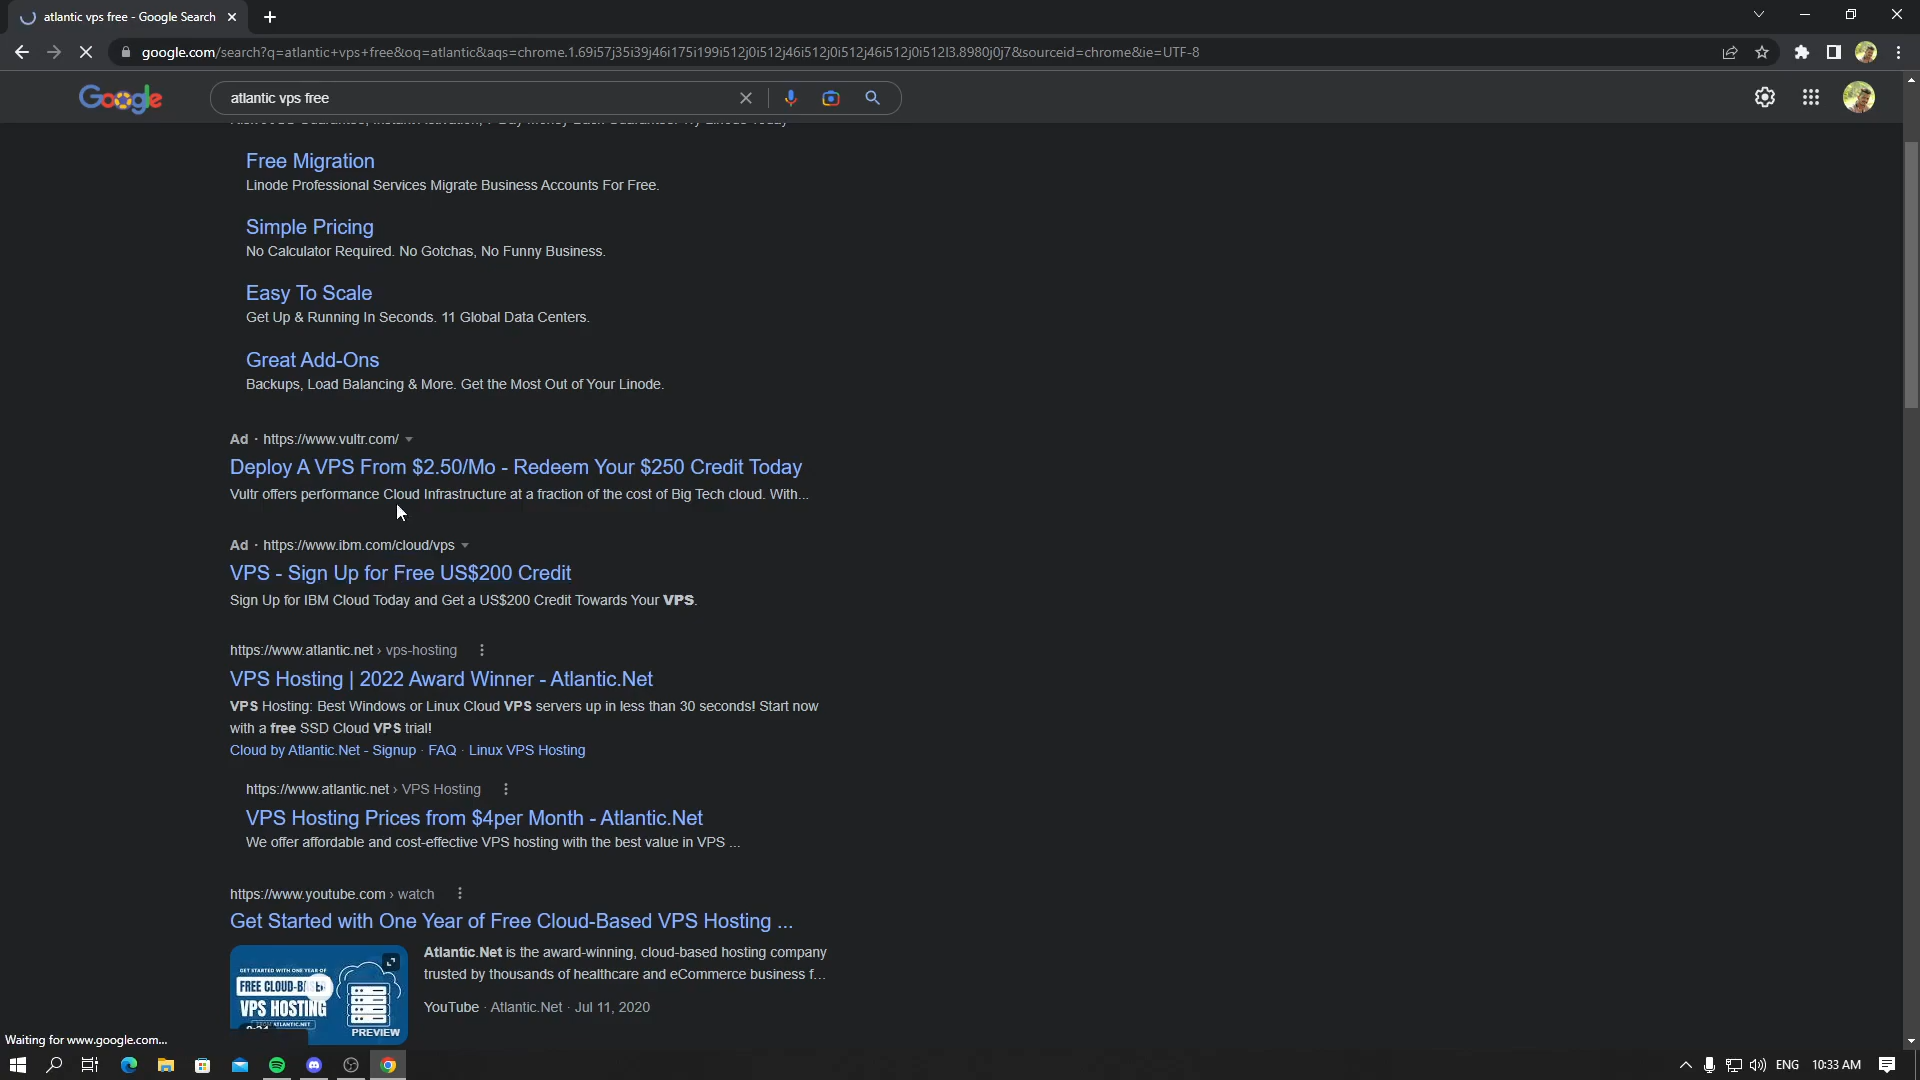 atlantic vps free - Google Search
google.com/search?q=atlantic+vps+free&oq=atlantic&aqs=chrome.1.69i57j35i39j46i175i199i512j0i512j46i512j0i512j46i512j0i512l3.8980j0j7&sourceid=chrome&ie=UTF-8
Google
atlantic vps free
Free Migration
Linode Professional Services Migrate Business Accounts For Free.
Simple Pricing
No Calculator Required. No Gotchas, No Funny Business.
Easy To Scale
Get Up & Running In Seconds. 11 Global Data Centers.
Great Add-Ons
Backups, Load Balancing & More. Get the Most Out of Your Linode.
Ad · https://www.vultr.com/
Deploy A VPS From $2.50/Mo - Redeem Your $250 Credit Today
Vultr offers performance Cloud Infrastructure at a fraction of the cost of Big Tech cloud. With...
Ad · https://www.ibm.com/cloud/vps
VPS - Sign Up for Free US$200 Credit
Sign Up for IBM Cloud Today and Get a US$200 Credit Towards Your VPS.
https://www.atlantic.net › vps-hosting
VPS Hosting | 2022 Award Winner - Atlantic.Net
VPS Hosting: Best Windows or Linux Cloud VPS servers up in less than 30 seconds! Start now
with a free SSD Cloud VPS trial!
Cloud by Atlantic.Net - Signup · FAQ · Linux VPS Hosting
https://www.atlantic.net › VPS Hosting
VPS Hosting Prices from $4per Month - Atlantic.Net
We offer affordable and cost-effective VPS hosting with the best value in VPS ...
https://www.youtube.com › watch
Get Started with One Year of Free Cloud-Based VPS Hosting ...
GET STARTED WITH ONE YEAR OF
FREE CLOUD-BASED
VPS HOSTING
PREVIEW
Atlantic.Net is the award-winning, cloud-based hosting company
trusted by thousands of healthcare and eCommerce business f...
YouTube · Atlantic.Net · Jul 11, 2020
Waiting for www.google.com...
ENG
10:33 AM